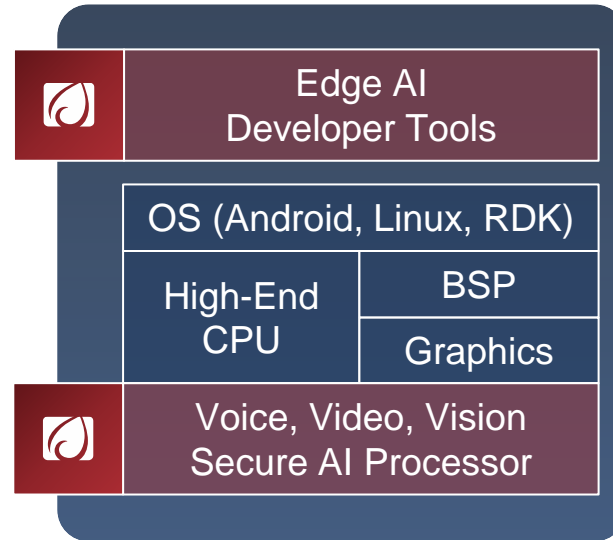 Edge AI
Developer Tools
OS (Android, Linux, RDK)
High-End
CPU
BSP
Graphics
Voice, Video, Vision
Secure AI Processor